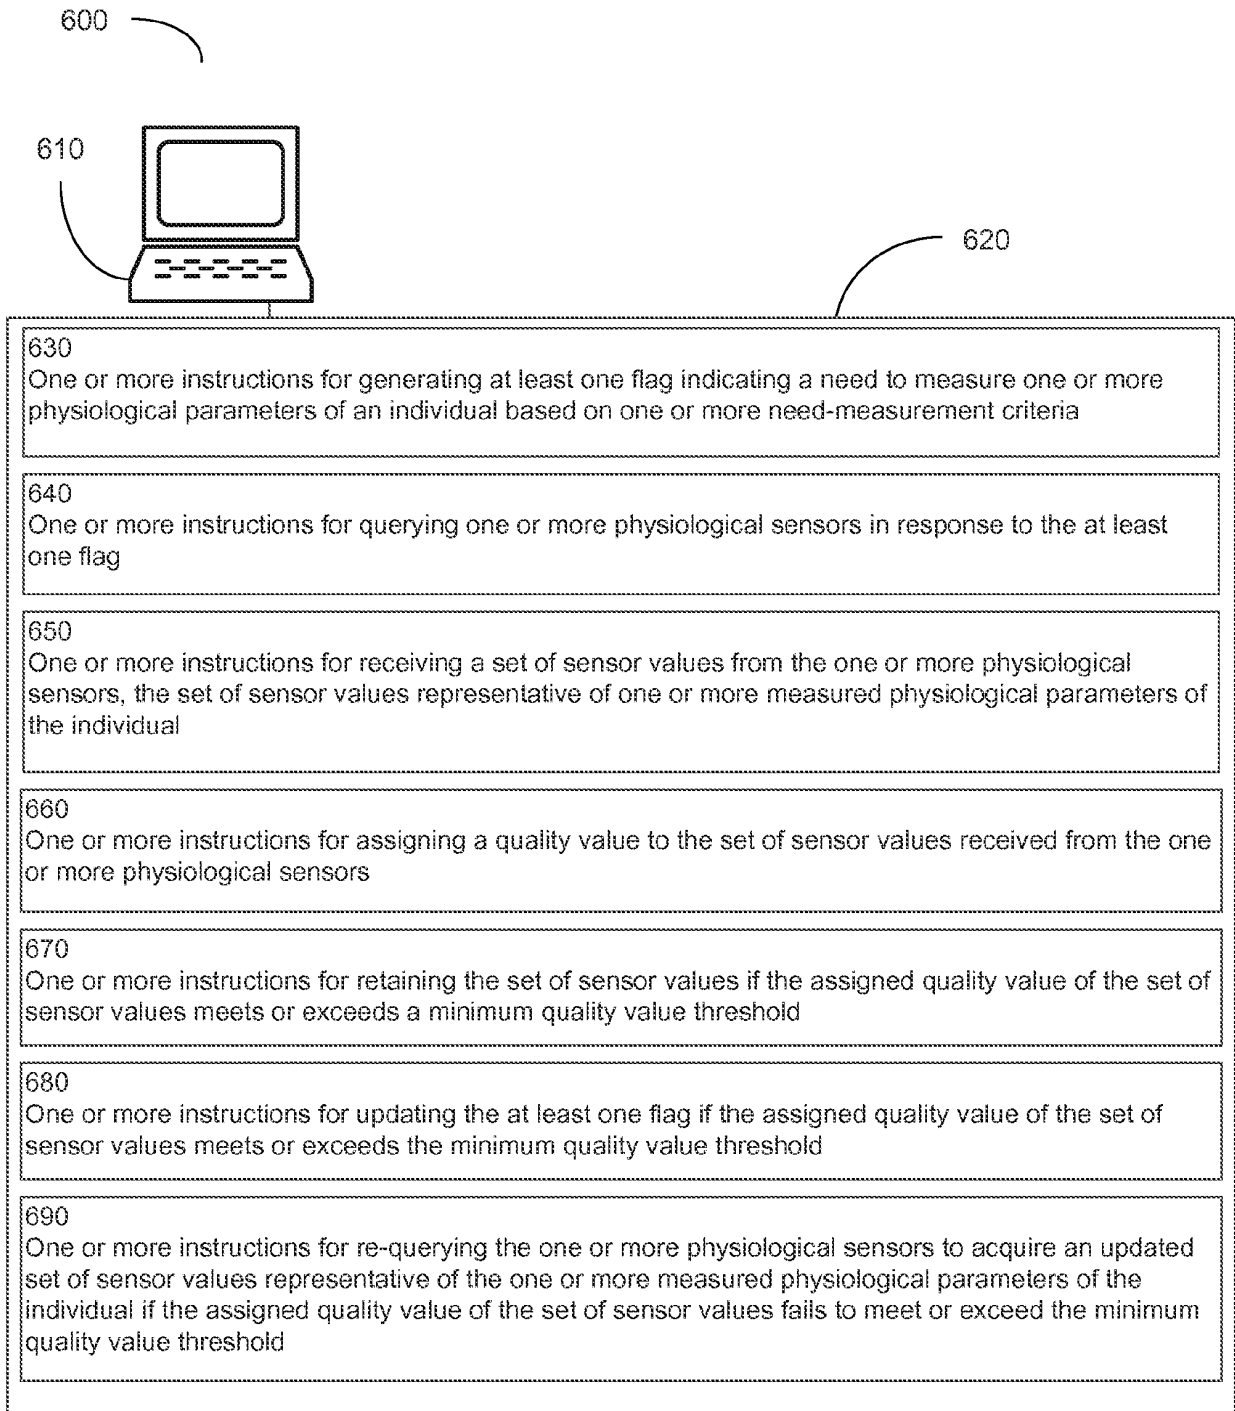 600
610
620
630
One or more instructions for generating at least one flag indicating a need to measure one or more
physiological parameters of an individual based on one or more need-measurement criteria
640
One or more instructions for querying one or more physiological sensors in response to the at least
one flag
650
One or more instructions for receiving a set of sensor values from the one or more physiological
sensors, the set of sensor values representative of one or more measured physiological parameters of
the individual
660
One or more instructions for assigning a quality value to the set of sensor values received from the one
or more physiological sensors
670
One or more instructions for retaining the set of sensor values if the assigned quality value of the set of
sensor values meets or exceeds a minimum quality value threshold
680
One or more instructions for updating the at least one flag if the assigned quality value of the set of
sensor values meets or exceeds the minimum quality value threshold
690
One or more instructions for re-querying the one or more physiological sensors to acquire an updated
set of sensor values representative of the one or more measured physiological parameters of the
individual if the assigned quality value of the set of sensor values fails to meet or exceed the minimum
quality value threshold